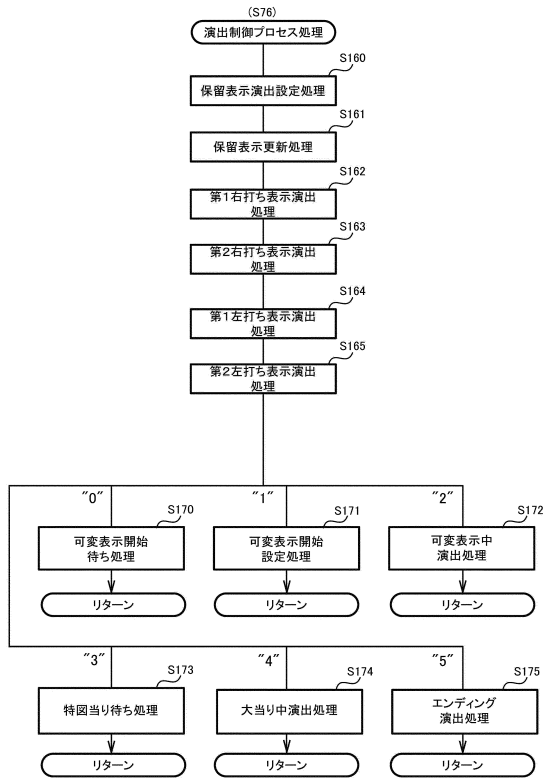 (S76)
演出制御プロセス処理
S160
保留表示演出設定処理
S161
保留表示更新処理
S162
第1右打ち表示演出
処理
S163
第2右打ち表示演出
処理
S164
第1左打ち表示演出
処理
S165
第2左打ち表示演出
処理
"0"
S170
可変表示開始
待ち処理
リターン
"1"
S171
可変表示開始
設定処理
リターン
"2"
S172
可変表示中
演出処理
リターン
"3"
S173
特図当り待ち処理
リターン
"4"
S174
大当り中演出処理
リターン
"5"
S175
エンディング
演出処理
リターン